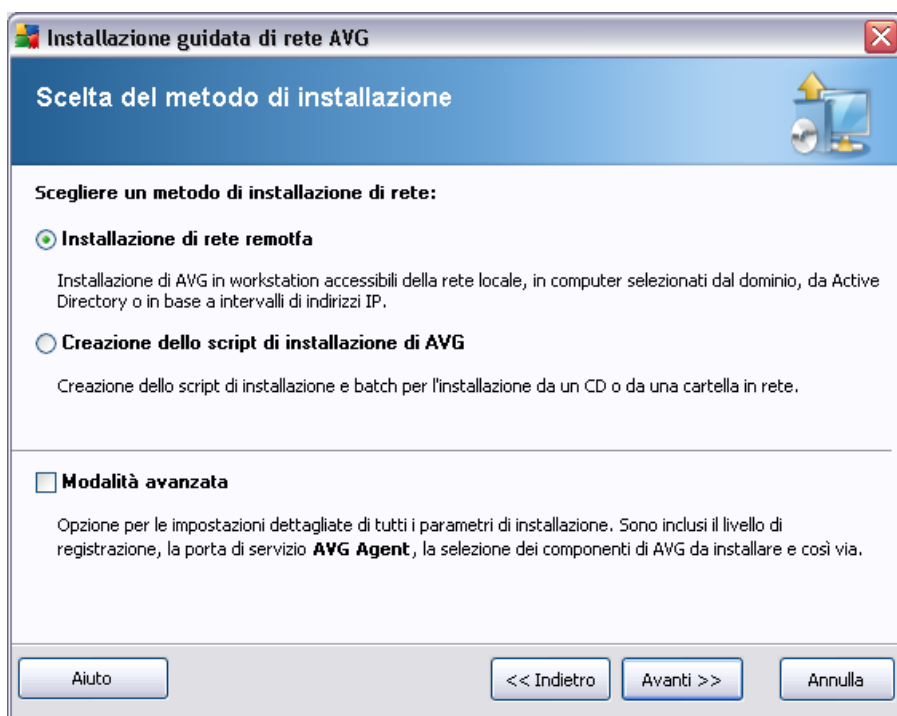 Installazione guidata di rete AVG
Scelta del metodo di installazione
Scegliere un metodo di installazione di rete:
Installazione di rete remotfa
Installazione di AVG in workstation accessibili della rete locale, in computer selezionati dal dominio, da Active
Directory o in base a intervalli di indirizzi IP.
Creazione dello script di installazione di AVG
Creazione dello script di installazione e batch per l'installazione da un CD o da una cartella in rete.
Modalità avanzata
Opzione per le impostazioni dettagliate di tutti i parametri di installazione. Sono inclusi il livello di
registrazione, la porta di servizio AVG Agent, la selezione dei componenti di AVG da installare e così via.
Aiuto
<< Indietro
Avanti >>
Annulla